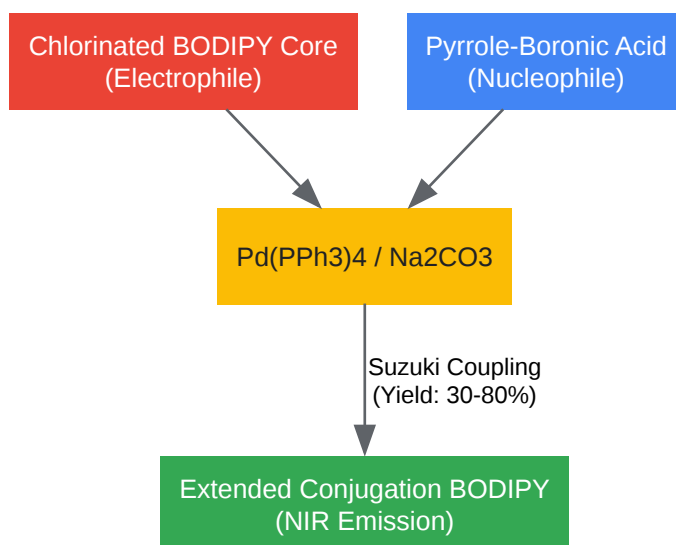 Chlorinated BODIPY Core
(Electrophile)
Pyrrole-Boronic Acid
(Nucleophile)
Pd(PPh3)4 / Na2CO3
Suzuki Coupling
(Yield: 30-80%)
Extended Conjugation BODIPY
(NIR Emission)